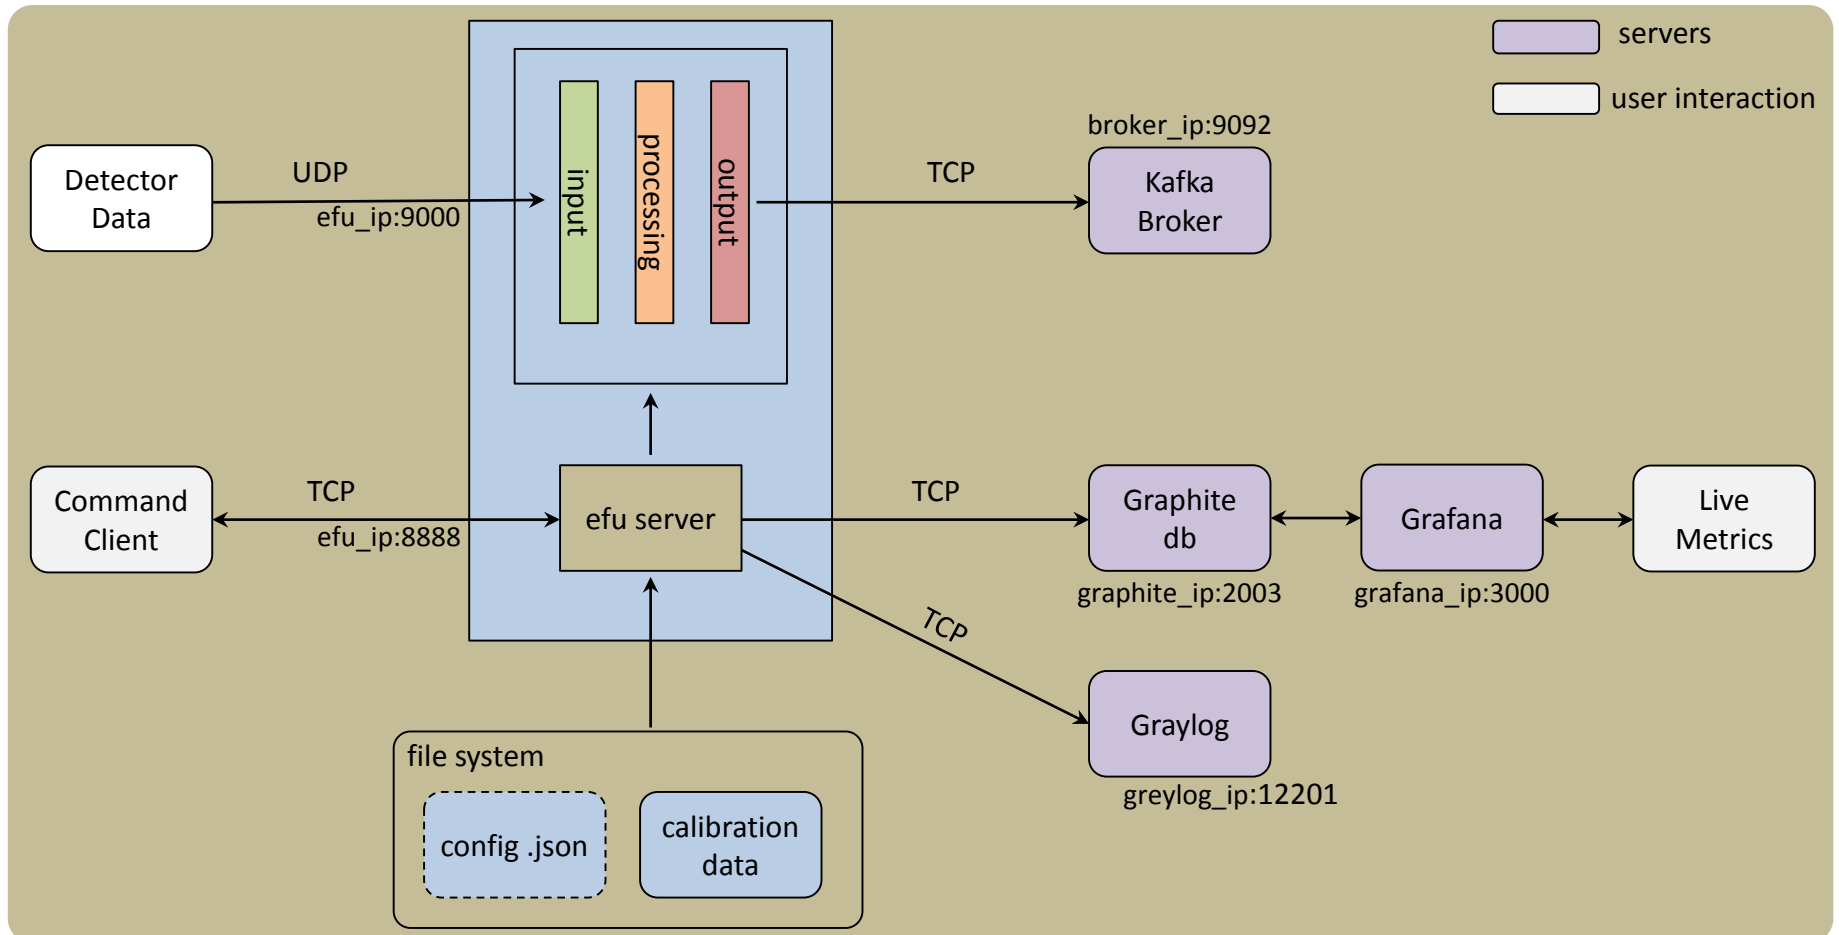 servers
user interaction
Detector
Data
UDP
efu_ip:9000
input
processing
output
TCP
broker_ip:9092
Kafka
Broker
Command
Client
TCP
efu_ip:8888
efu server
TCP
Graphite
db
graphite_ip:2003
Grafana
grafana_ip:3000
Live
Metrics
TCP
Graylog
greylog_ip:12201
file system
config .json
calibration
data